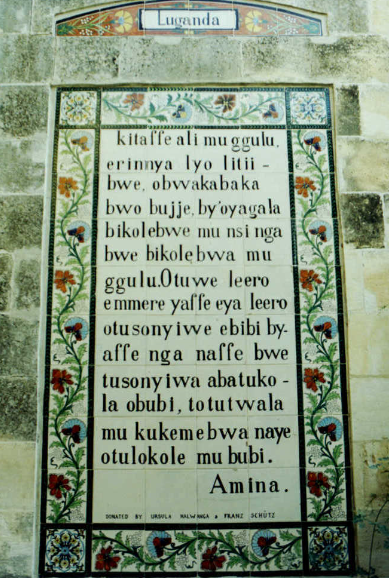 Luganda
kitaffe ali muggulu,
erinnya lyo litii-
bwe, obwakabaka
bwo bujje, by'oyagala
bikolebwe mu nsi nga
bwe bikolebwa mu
ggulu. Otuwe leero
emmere yaffe eya leero
otusonyiwe ebibi by-
affe nga naffe bwe
tusonyiwa abatuko-
la obubi, totutwala
mu kukemebwa naye
otulokole mu bubi.
Amina.
DONATED BY URSULA NALWANGA & FRANZ SCHÜTZ